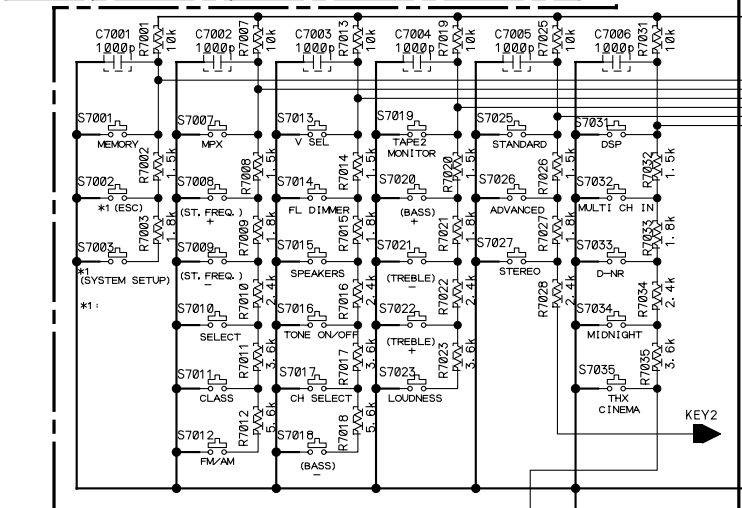 C7001 1000p R7001 10k
C7002 1000p R7007 10k
C7003 1000p R7013 10k
C7004 1000p R7019 10k
C7005 1000p R7025 10k
C7006 1000p R7031 10k
S7001 MEMORY
S7007 MPX
S7013 V SEL
S7019 TAPE2 MONITOR
S7025 STANDARD
S7031 DSP
R7002 1.5k
R7008 1.5k
R7014 1.5k
R7020 1.5k
R7026 1.5k
R7032 1.5k
S7002 *1 (ESC)
S7008 (ST. FREQ.) +
S7014 FL DIMMER
S7020 (BASS) +
S7026 ADVANCED
S7032 MULTI CH IN
R7003 1.8k
R7009 1.8k
R7015 1.8k
R7021 1.8k
R7027 1.8k
R7033 1.8k
S7003 *1 (SYSTEM SETUP)
S7009 (ST. FREQ.) -
S7015 SPEAKERS
S7021 (TREBLE) -
S7027 STEREO
S7033 D-NR
*1:
R7010 2.4k
R7016 2.4k
R7022 2.4k
R7028 2.4k
R7034 2.4k
S7010 SELECT
S7016 TONE ON/OFF
S7022 (TREBLE) +
S7034 MIDNIGHT
R7011 3.6k
R7017 3.6k
R7023 3.6k
R7035 3.6k
S7011 CLASS
S7017 CH SELECT
S7023 LOUDNESS
S7035 THX CINEMA
R7012 5.6k
R7018 5.6k
KEY2
S7012 FM/AM
S7018 (BASS) -